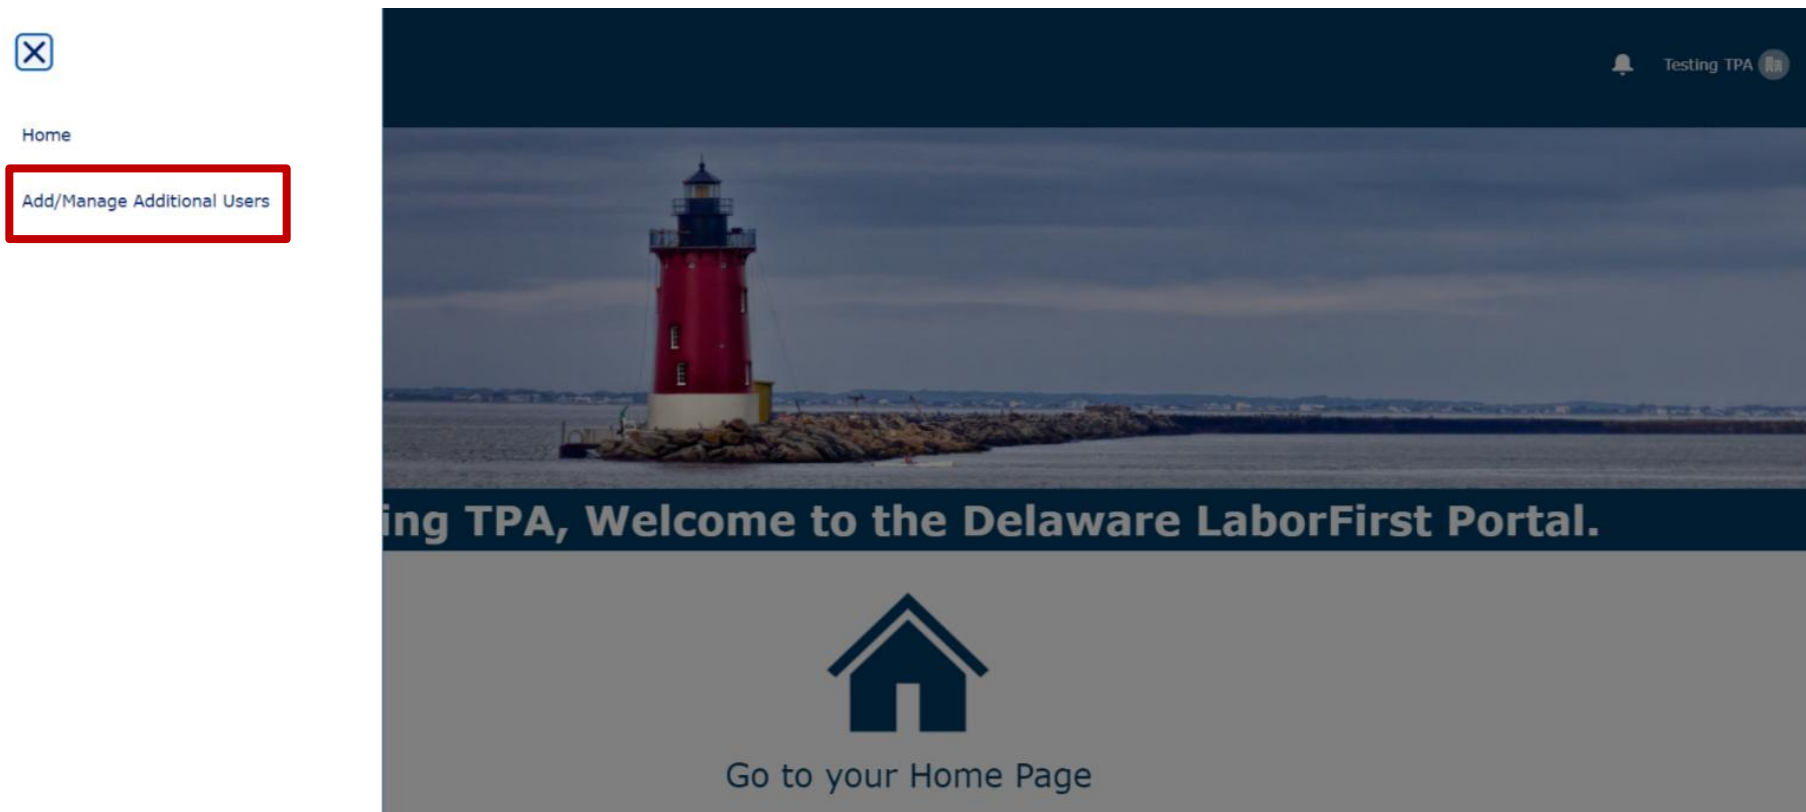 Testing TPA
Home
Add/Manage Additional Users
ing TPA, Welcome to the Delaware LaborFirst Portal.
Go to your Home Page